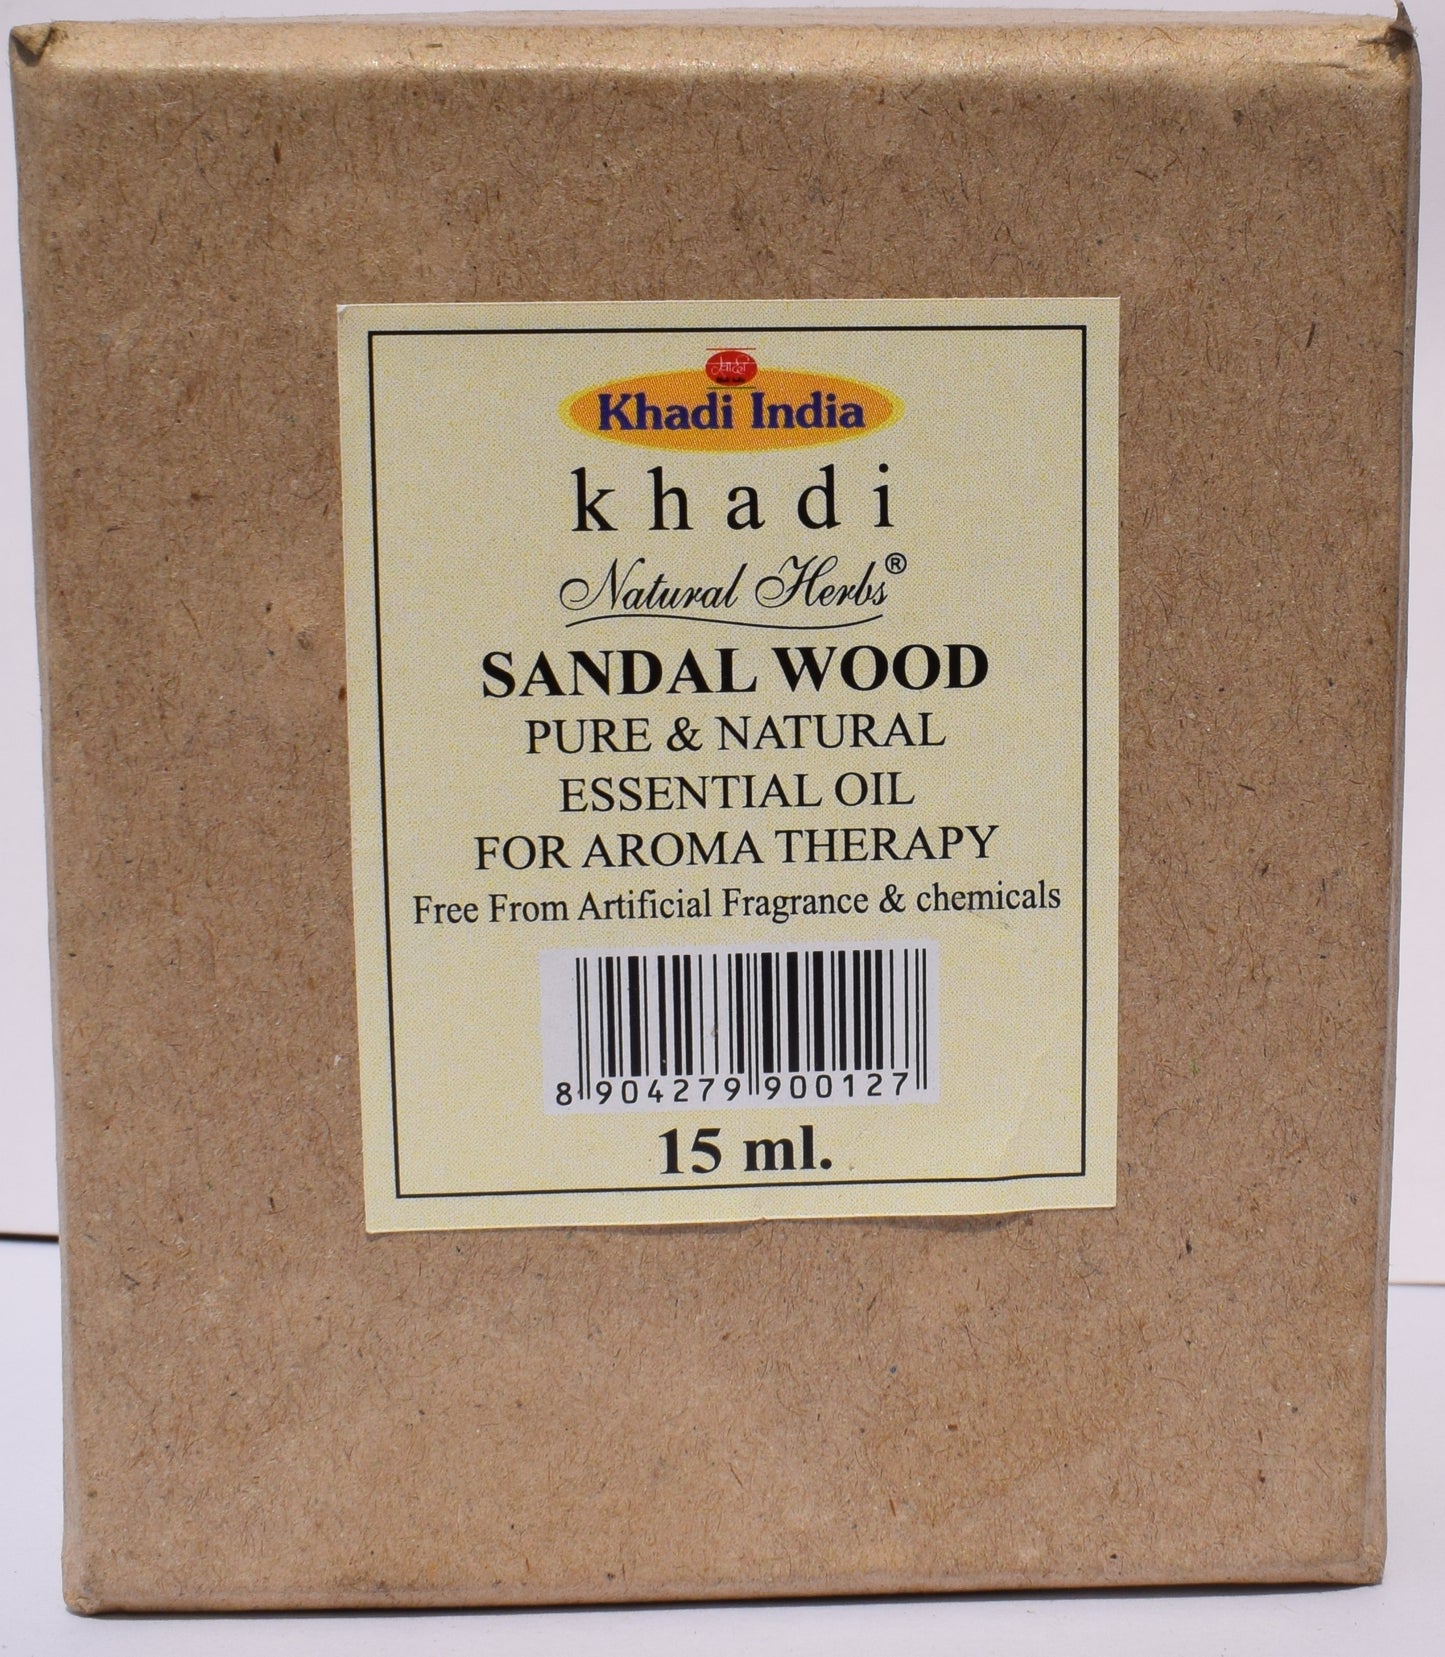 खादी
Khadi India
khadi
Natural Herbs®
SANDAL WOOD
PURE & NATURAL
ESSENTIAL OIL
FOR AROMA THERAPY
Free From Artificial Fragrance & chemicals
8 904279 900127
15 ml.